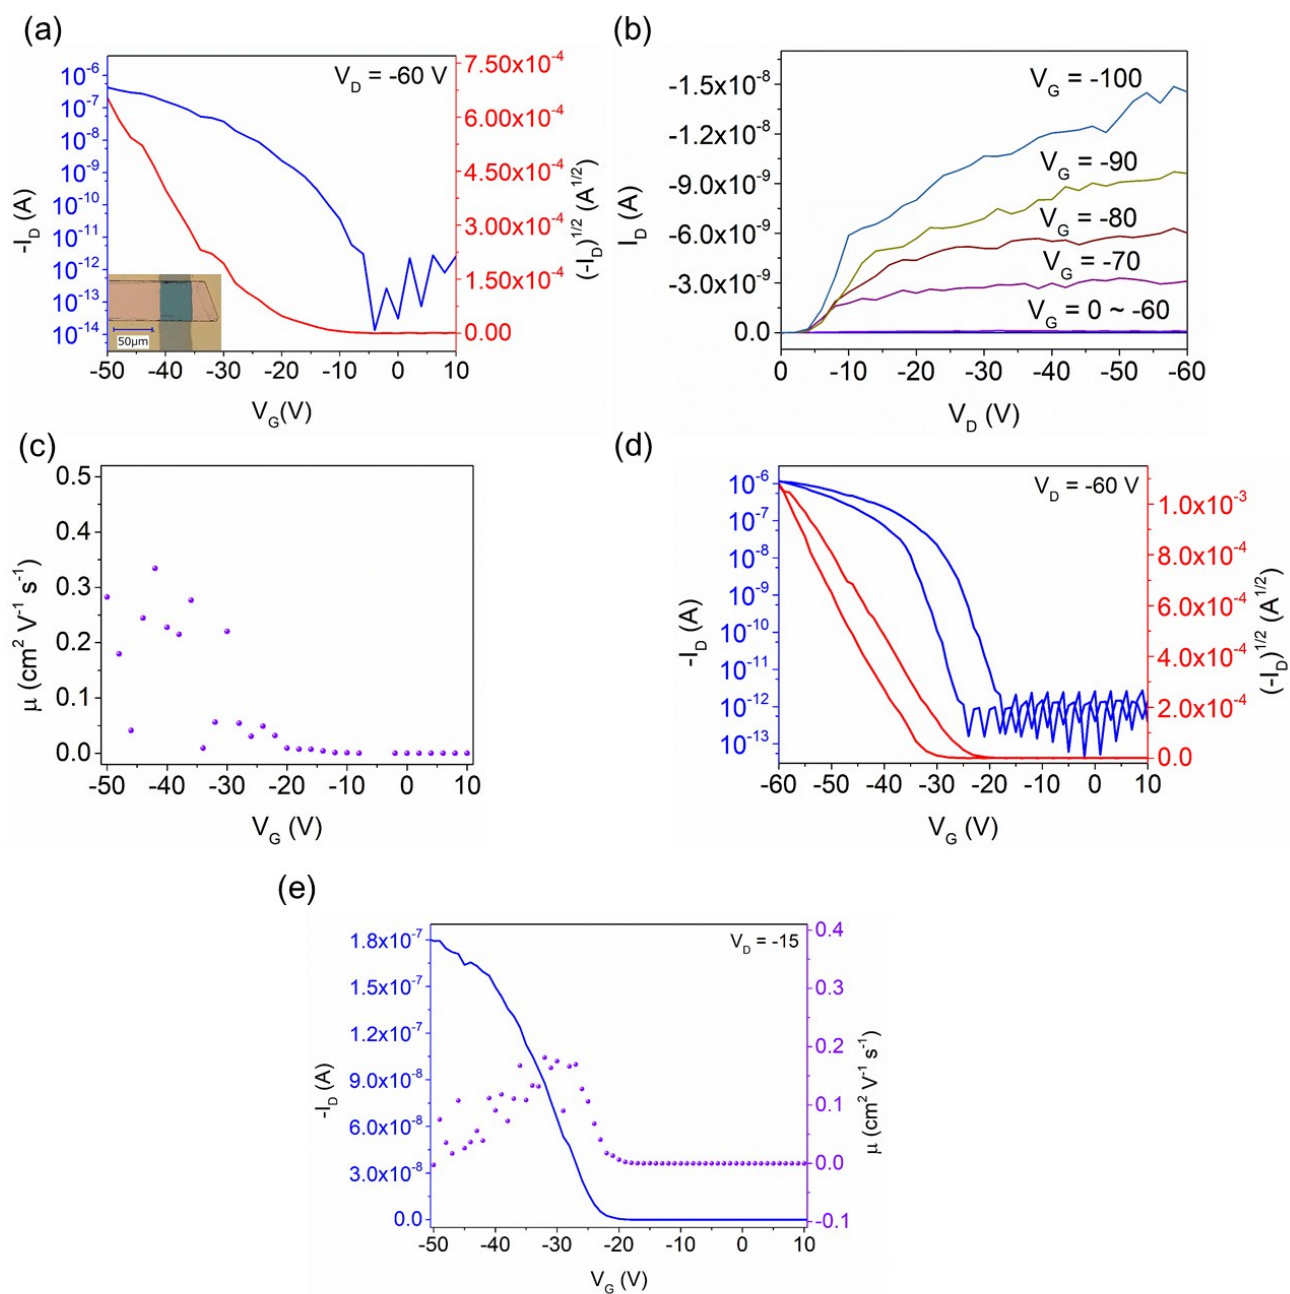 (a)
V_D = -60 V
10^-6
10^-7
10^-8
10^-9
10^-10
10^-11
10^-12
10^-13
10^-14
-I_D (A)
7.50x10^-4
6.00x10^-4
4.50x10^-4
3.00x10^-4
1.50x10^-4
0.00
(-I_D)^1/2 (A^1/2)
50μm
-50 -40 -30 -20 -10 0 10
V_G(V)
(b)
-1.5x10^-8
-1.2x10^-8
-9.0x10^-9
-6.0x10^-9
-3.0x10^-9
0.0
I_D (A)
V_G = -100
V_G = -90
V_G = -80
V_G = -70
V_G = 0 ~ -60
0 -10 -20 -30 -40 -50 -60
V_D (V)
(c)
0.5
0.4
0.3
0.2
0.1
0.0
μ (cm^2 V^-1 s^-1)
-50 -40 -30 -20 -10 0 10
V_G (V)
(d)
V_D = -60 V
10^-6
10^-7
10^-8
10^-9
10^-10
10^-11
10^-12
10^-13
-I_D (A)
1.0x10^-3
8.0x10^-4
6.0x10^-4
4.0x10^-4
2.0x10^-4
0.0
(-I_D)^1/2 (A^1/2)
-60 -50 -40 -30 -20 -10 0 10
V_G (V)
(e)
V_D = -15
1.8x10^-7
1.5x10^-7
1.2x10^-7
9.0x10^-8
6.0x10^-8
3.0x10^-8
0.0
-I_D (A)
0.4
0.3
0.2
0.1
0.0
-0.1
μ (cm^2 V^-1 s^-1)
-50 -40 -30 -20 -10 0 10
V_G (V)